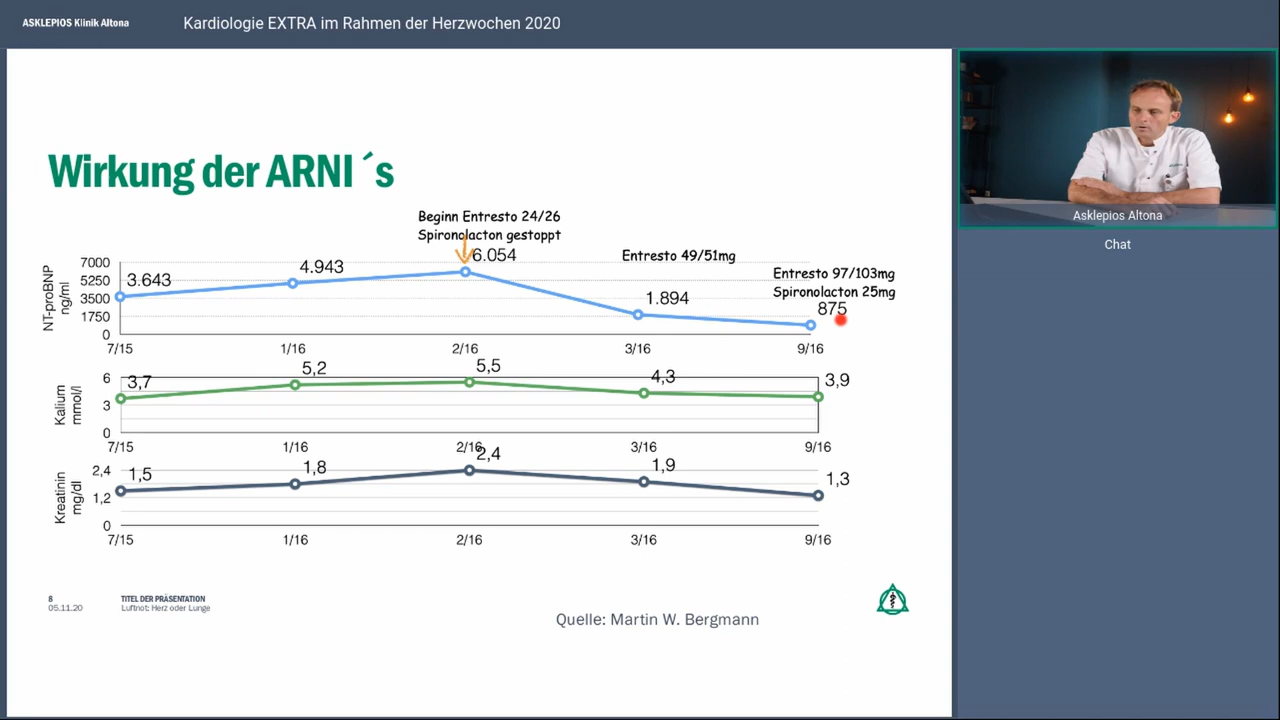 ASKLEPIOS Klinik Altona
Kardiologie EXTRA im Rahmen der Herzwochen 2020
Asklepios Altona
Chat
Wirkung der ARNI ´s
Beginn Entresto 24/26
Spironolacton gestoppt
Entresto 49/51mg
Entresto 97/103mg
Spironolacton 25mg
NT-proBNP
ng/ml
7000
5250
3500
1750
0
3.643
4.943
6.054
1.894
875
7/15
1/16
2/16
3/16
9/16
Kalium
mmol/l
6
3
0
3,7
5,2
5,5
4,3
3,9
7/15
1/16
2/16
3/16
9/16
Kreatinin
mg/dl
2,4
1,2
0
1,5
1,8
2,4
1,9
1,3
7/15
1/16
2/16
3/16
9/16
8
05.11.20
TITEL DER PRÄSENTATION
Luftnot: Herz oder Lunge
Quelle: Martin W. Bergmann